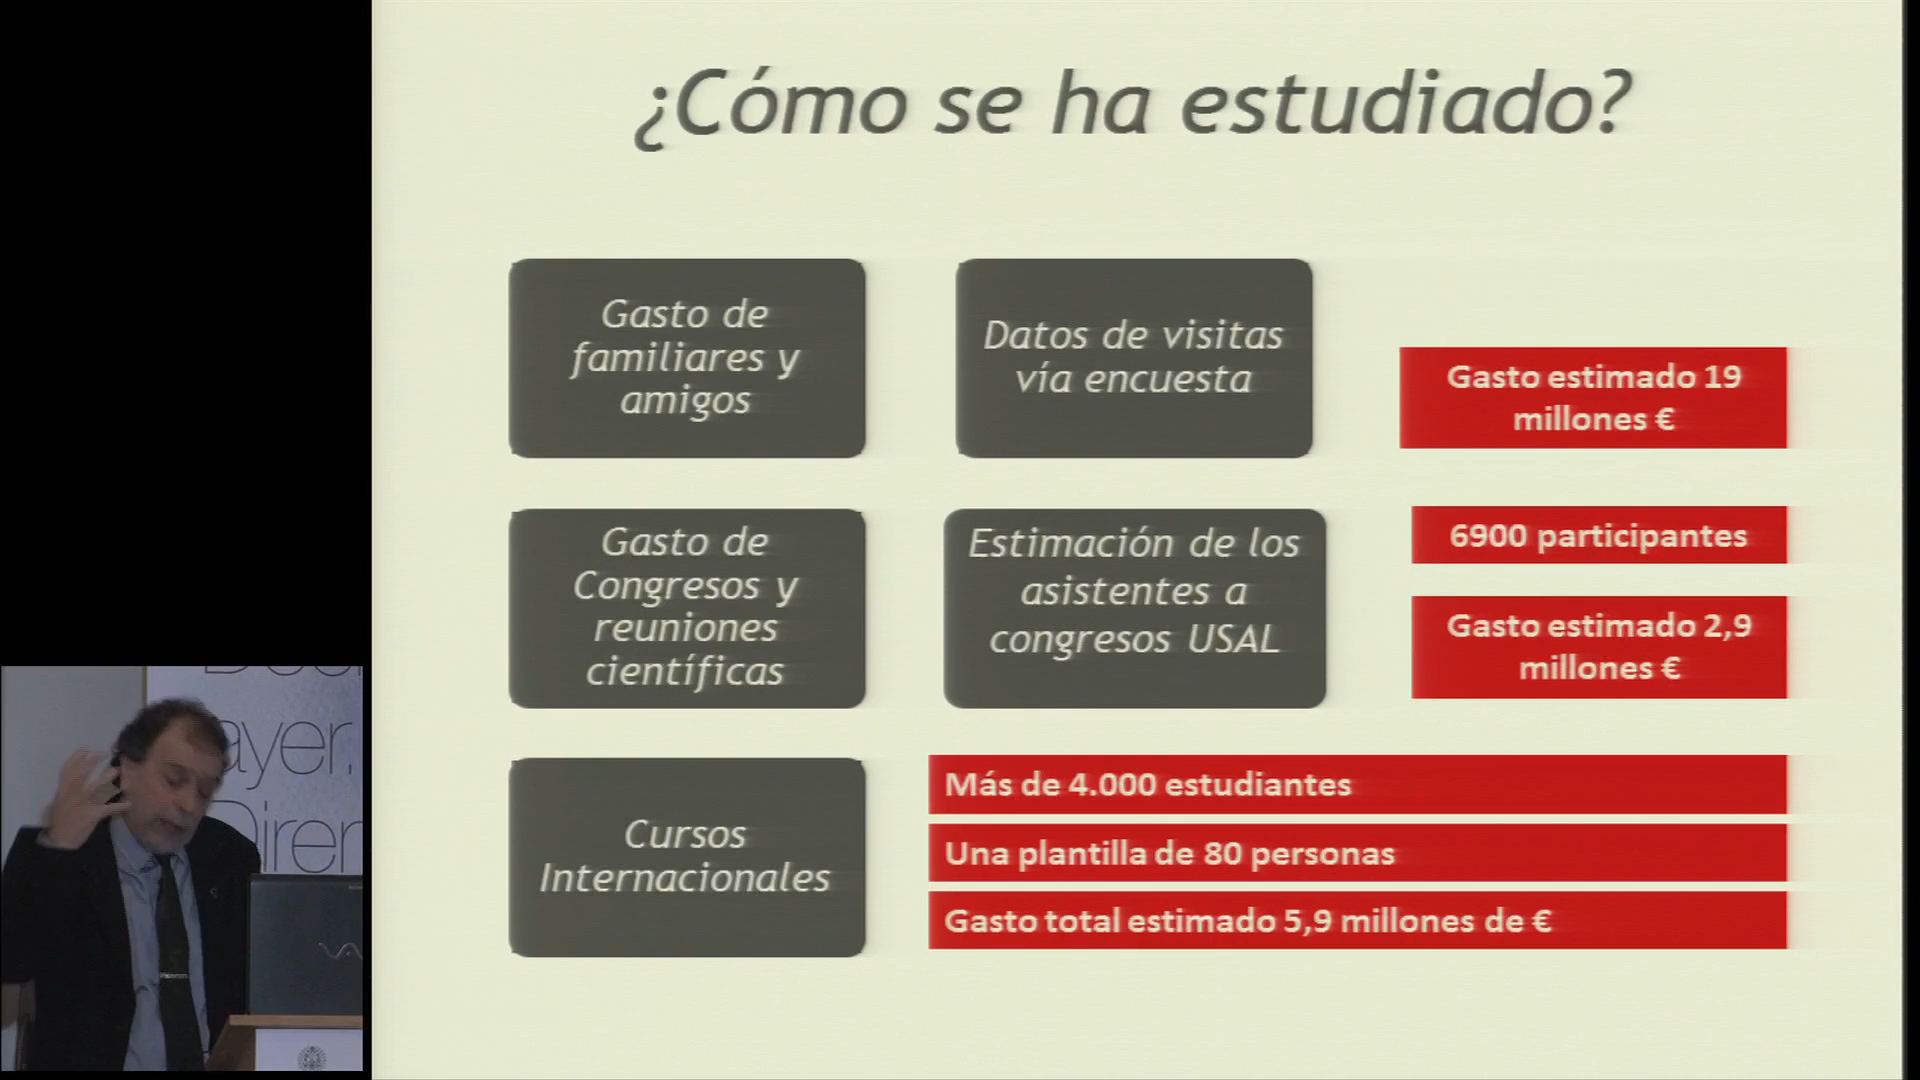 ¿Cómo se ha estudiado?
Gasto de
familiares y
amigos
Datos de visitas
vía encuesta
Gasto estimado 19
millones €
Gasto de
Congresos y
reuniones
científicas
Estimación de los
asistentes a
congresos USAL
6900 participantes
Gasto estimado 2,9
millones €
Cursos
Internacionales
Más de 4.000 estudiantes
Una plantilla de 80 personas
Gasto total estimado 5,9 millones de €
ayer,